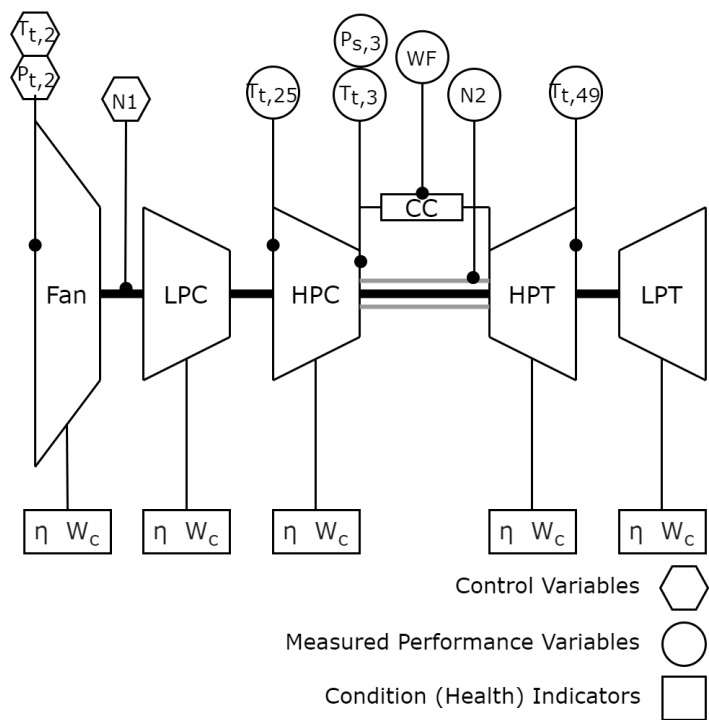 Tt,2
Pt,2
N1
Tt,25
Ps,3
Tt,3
WF
N2
Tt,49
CC
Fan
LPC
HPC
HPT
LPT
η Wc
η Wc
η Wc
η Wc
η Wc
Control Variables
Measured Performance Variables
Condition (Health) Indicators